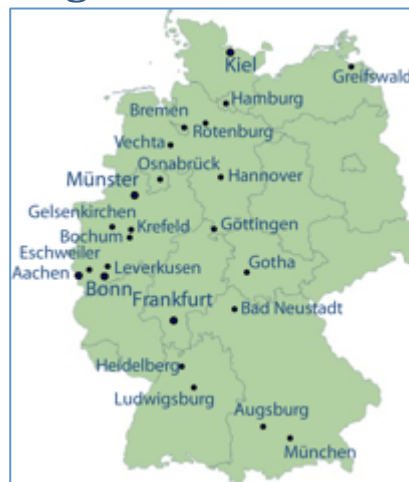 Kiel
Greifswald
Hamburg
Bremen
Rotenburg
Vechta
Osnabrück
Hannover
Münster
Gelsenkirchen
Krefeld
Göttingen
Bochum
Eschweiler
Leverkusen
Gotha
Aachen
Bonn
Frankfurt
Bad Neustadt
Heidelberg
Ludwigsburg
Augsburg
München